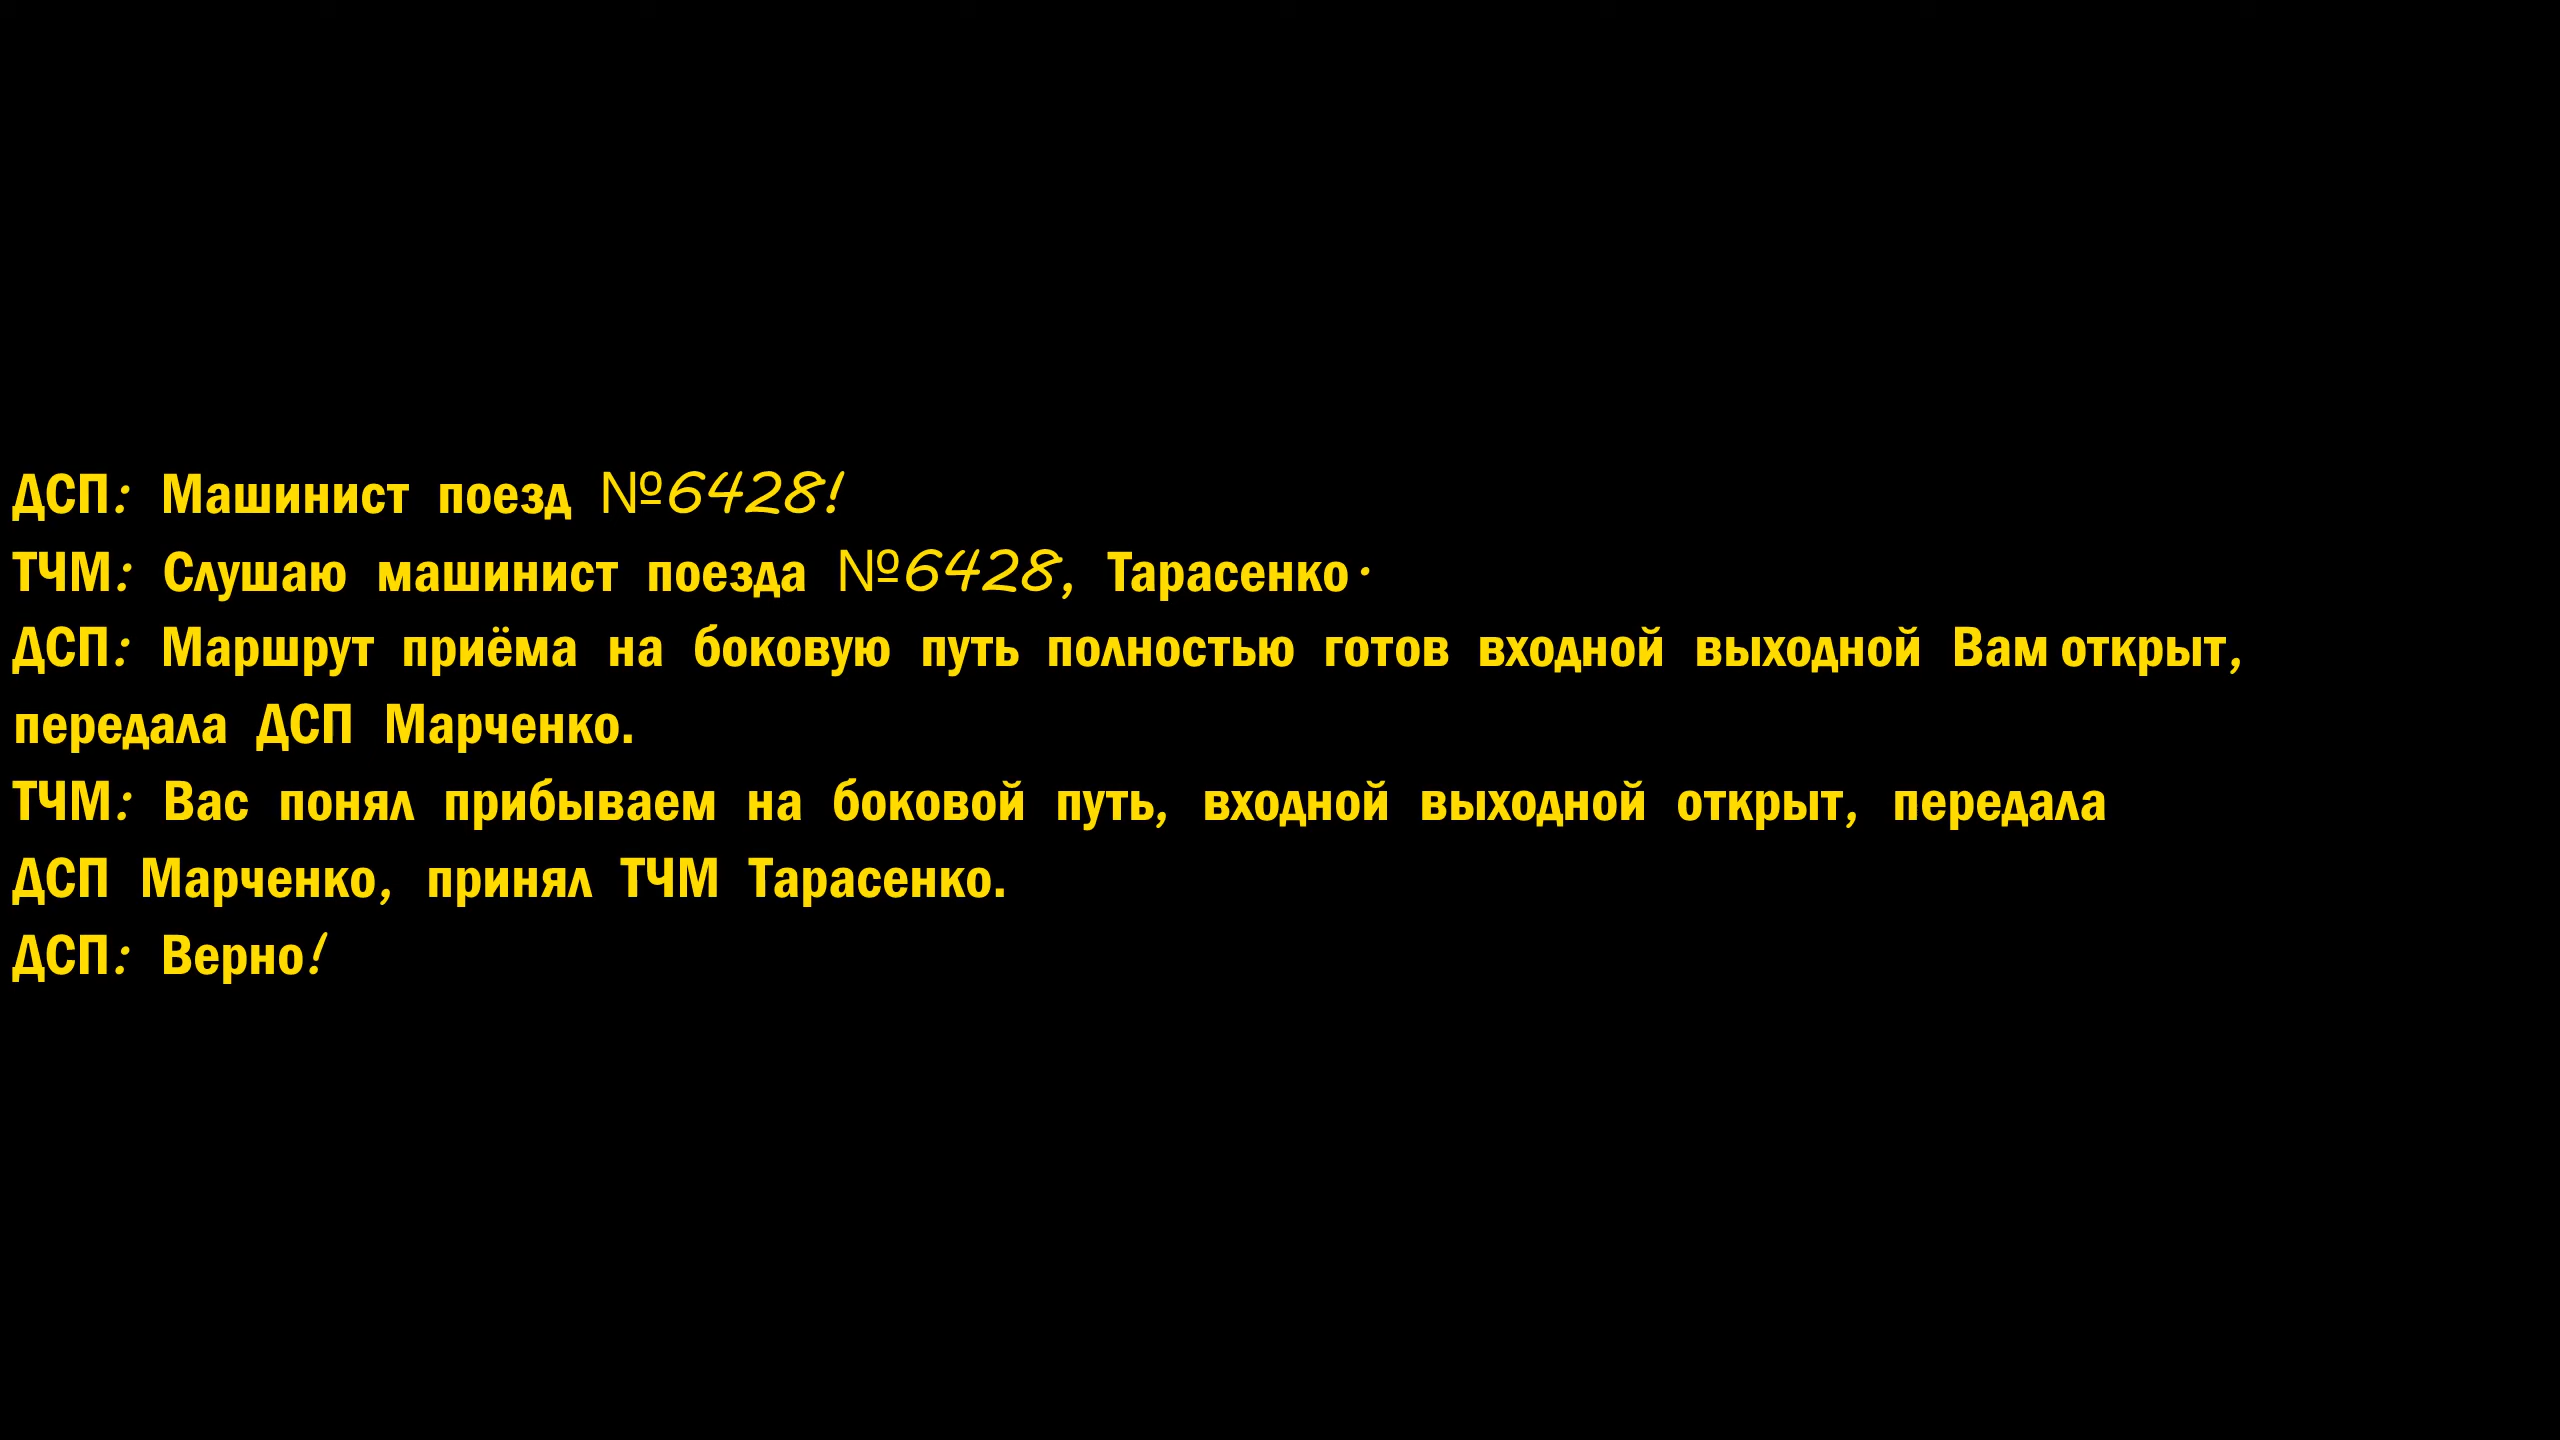 ДСП: Машинист поезд №6428!
ТЧМ: Слушаю машинист поезда №6428, Тарасенко.
ДСП: Маршрут приёма на боковую путь полностью готов входной выходной Вам открыт,
передала ДСП Марченко.
ТЧМ: Вас понял прибываем на боковой путь, входной выходной открыт, передала
ДСП Марченко, принял ТЧМ Тарасенко.
ДСП: Верно!